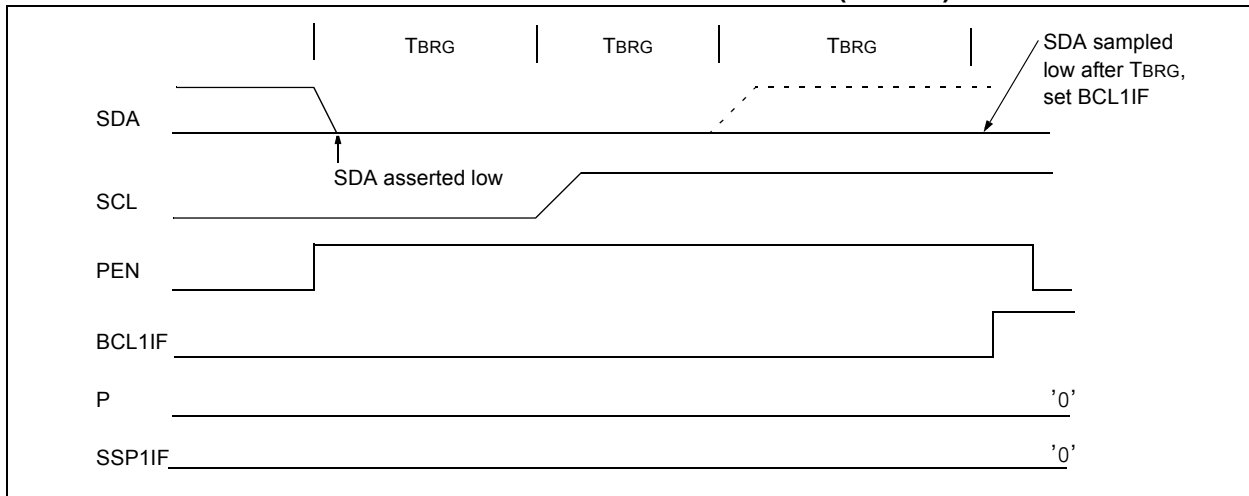 TBRG TBRG TBRG
SDA sampled
low after TBRG,
set BCL1IF
SDA
SDA asserted low
SCL
PEN
BCL1IF
P '0'
SSP1IF '0'